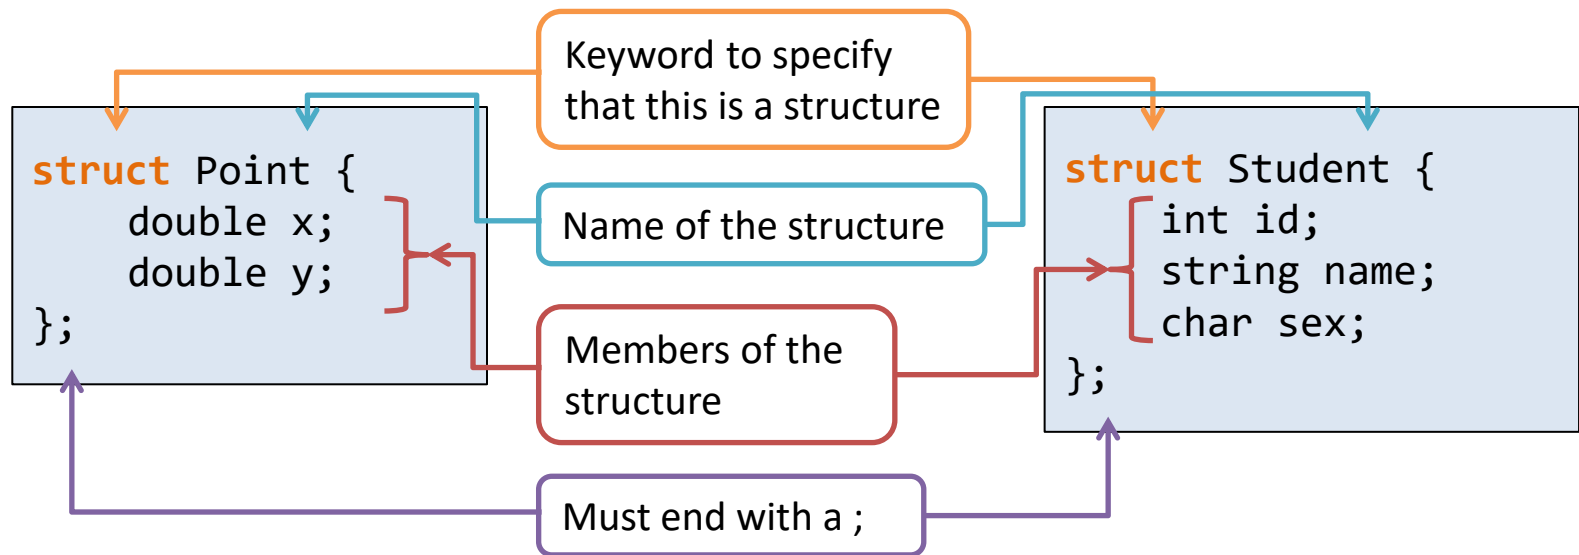 Keyword to specify
that this is a structure
struct Point {
double x;
double y;
};
Name of the structure
Members of the
structure
Must end with a ;
struct Student {
int id;
string name;
char sex;
};